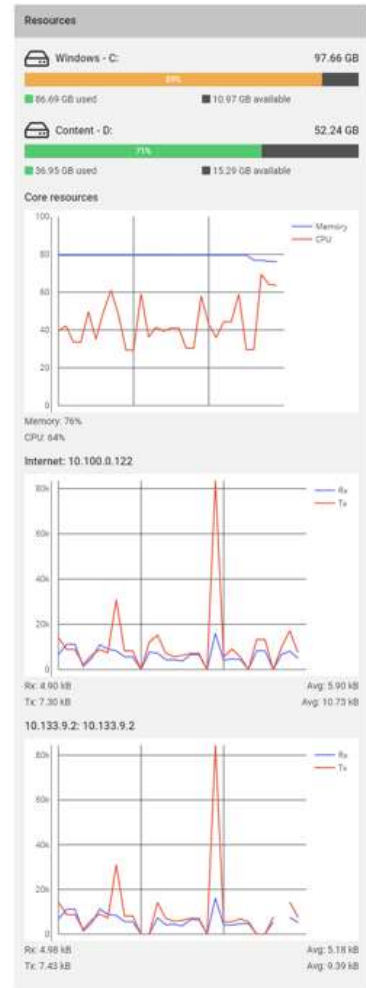 Resources
Windows - C: 97.66 GB
89%
86.69 GB used 10.97 GB available
Content - D: 52.24 GB
71%
36.95 GB used 15.29 GB available
Core resources
100
80
60
40
20
0
Memory
CPU
Memory: 76%
CPU: 64%
Internet: 10.100.0.122
80k
60k
40k
20k
0
Rx
Tx
Rx: 4.90 kB Avg: 5.90 kB
Tx: 7.30 kB Avg: 10.73 kB
10.133.9.2: 10.133.9.2
80k
60k
40k
20k
0
Rx
Tx
Rx: 4.98 kB Avg: 5.18 kB
Tx: 7.43 kB Avg: 9.39 kB